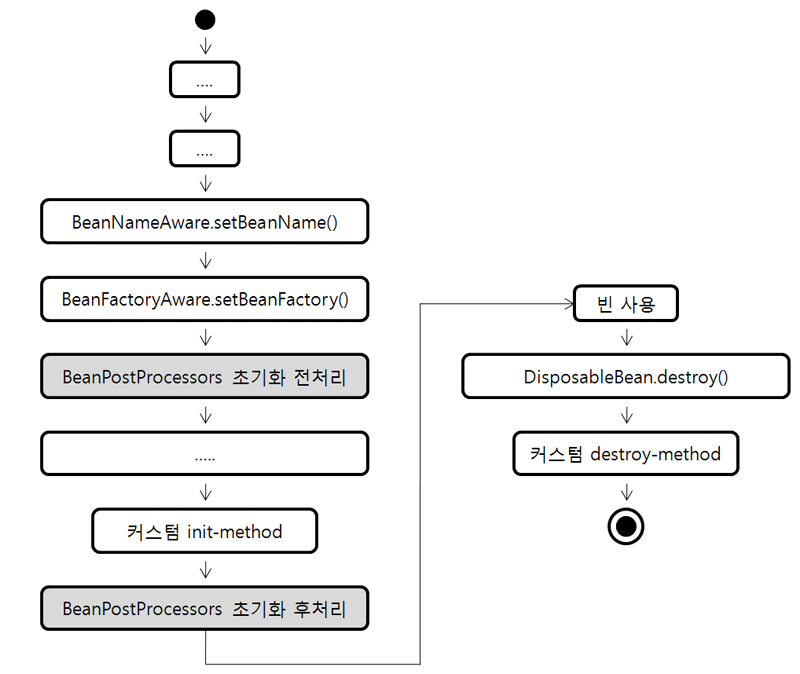 ....
....
BeanNameAware.setBeanName()
BeanFactoryAware.setBeanFactory()
BeanPostProcessors 초기화 전처리
.....
커스텀 init-method
BeanPostProcessors 초기화 후처리
빈 사용
DisposableBean.destroy()
커스텀 destroy-method